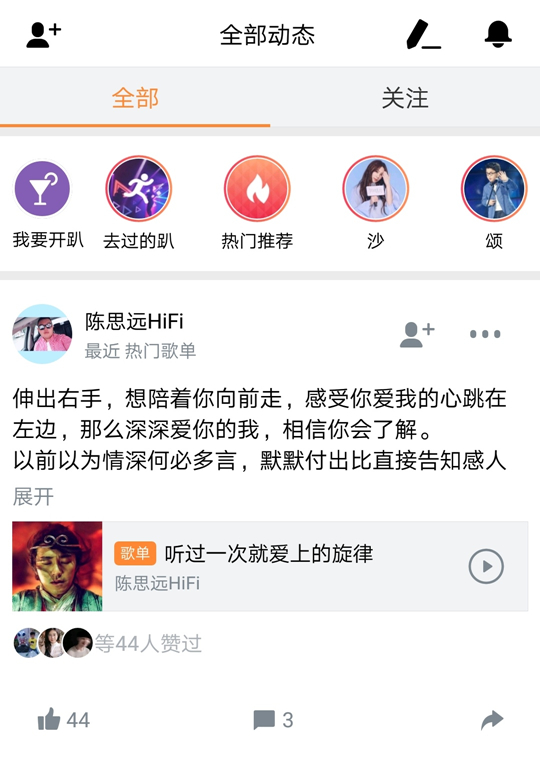 全部动态
全部
关注
我要开趴
去过的趴
热门推荐
沙
颂
陈思远HiFi
最近 热门歌单
伸出右手，想陪着你向前走，感受你爱我的心跳在
左边，那么深深爱你的我，相信你会了解。
以前以为情深何必多言，默默付出比直接告知感人
展开
歌单 听过一次就爱上的旋律
陈思远HiFi
等44人赞过
44
3